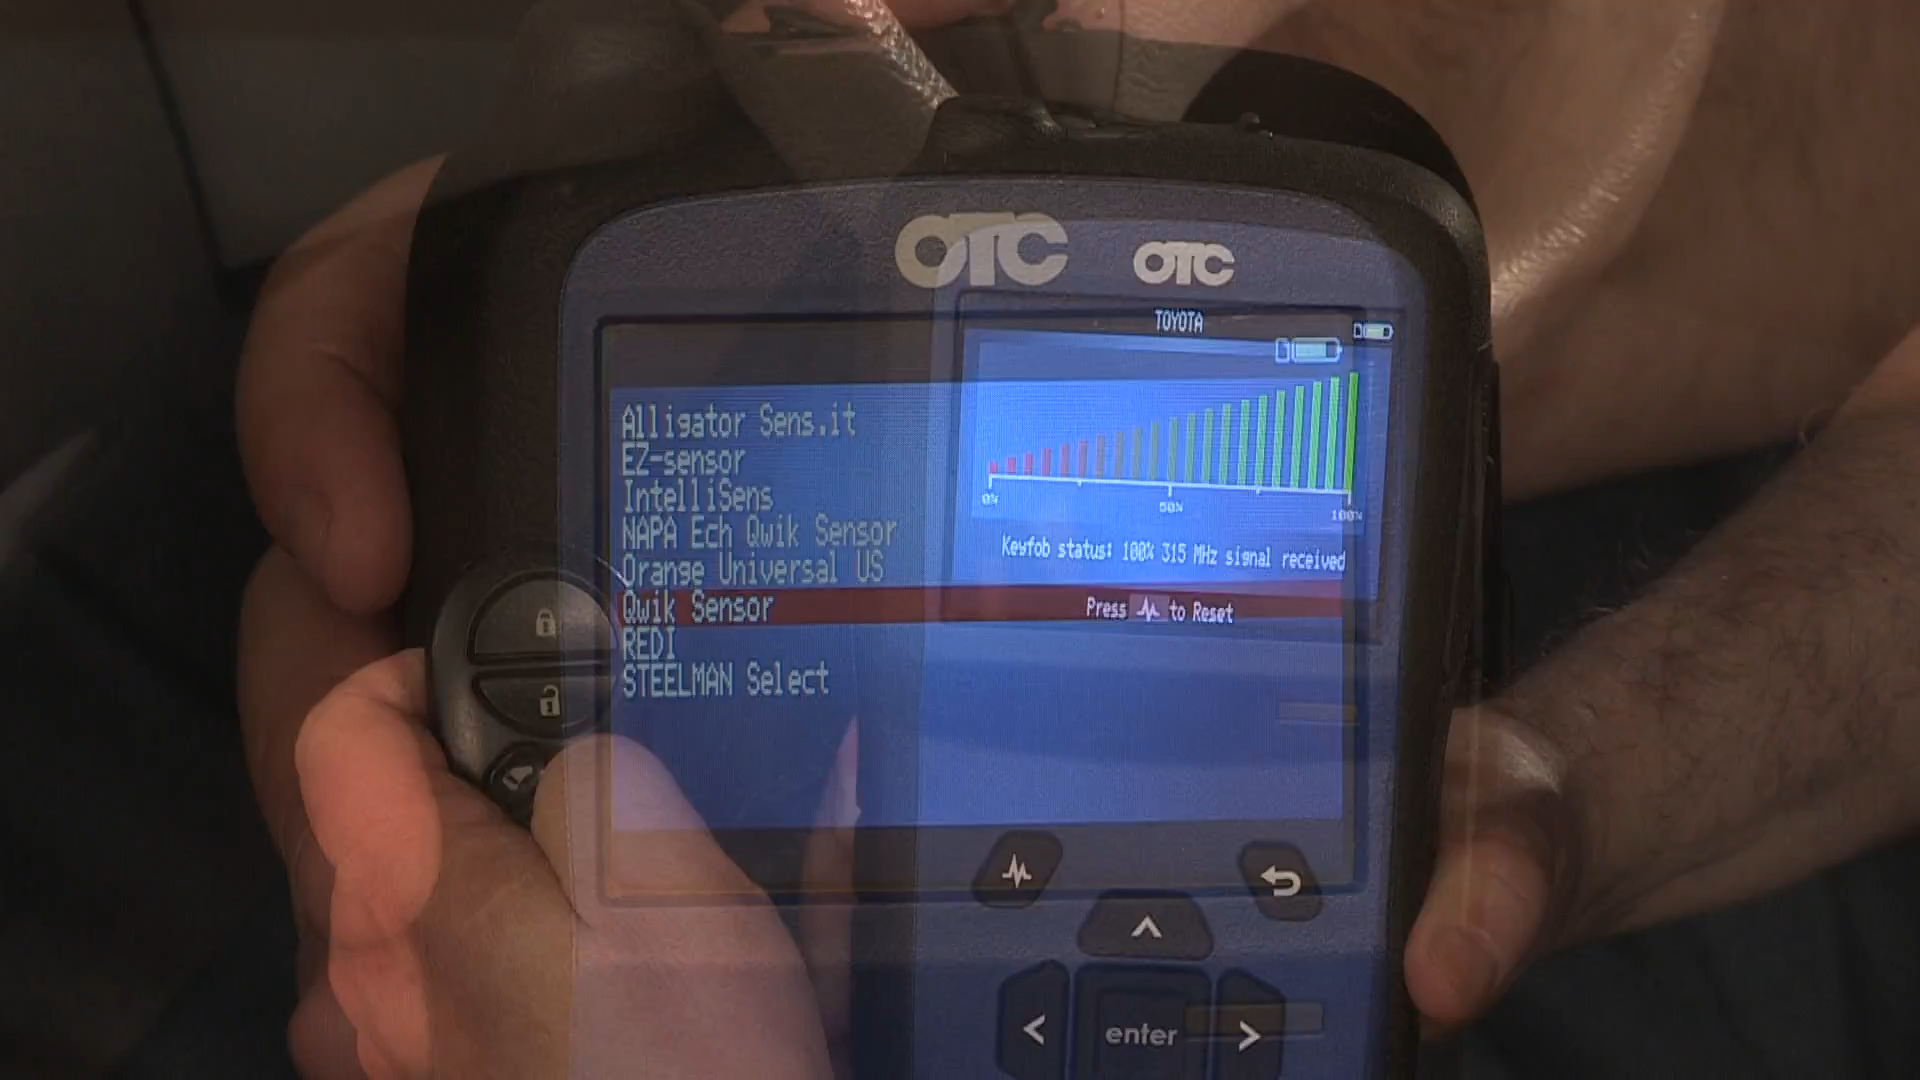 OTC
OTC
TOYOTA
Alligator Sens.it
EZ-sensor
IntelliSens
NAPA Ech Qwik Sensor
Orange Universal US
Qwik Sensor
REDI
STEELMAN Select
0%
50%
100%
Keyfob status: 100% 315 MHz signal received
Press to Reset
enter